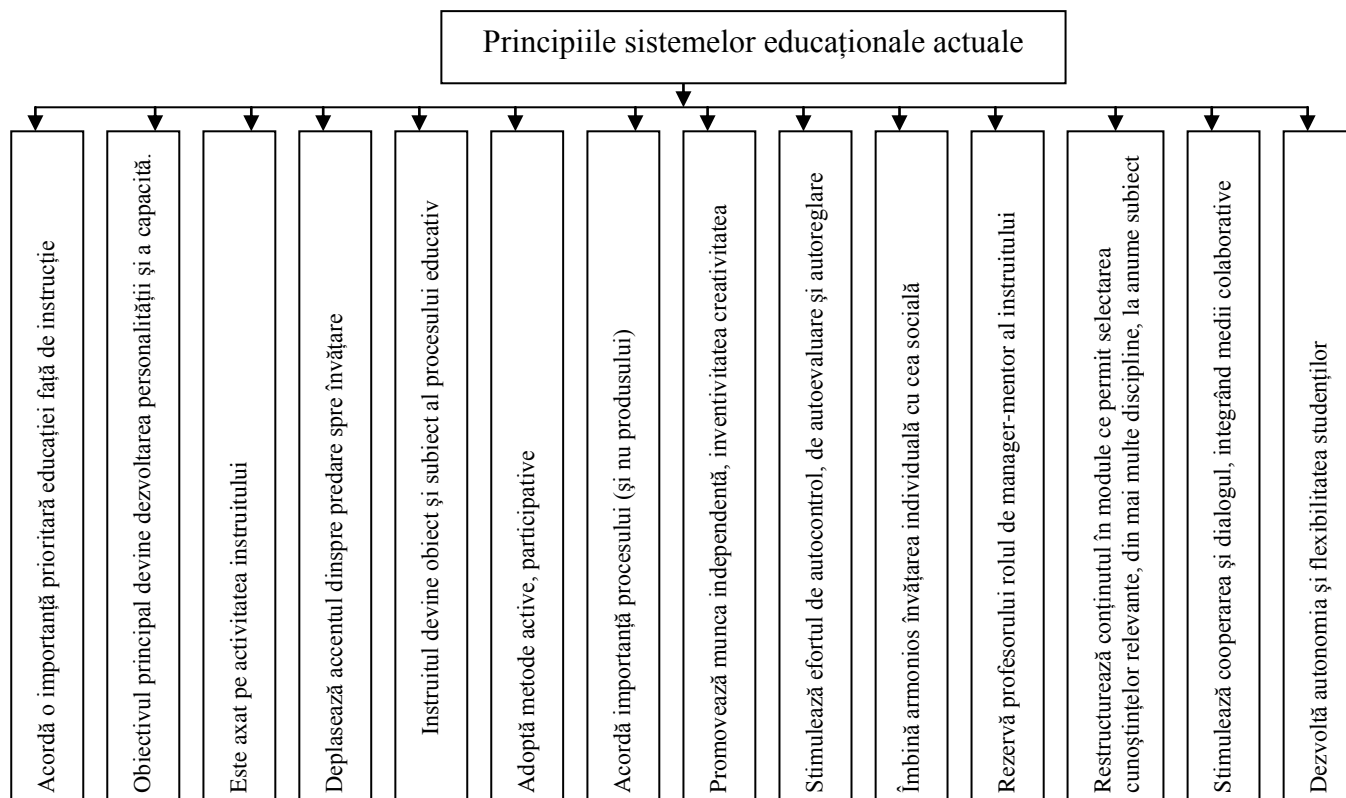 Principiile sistemelor educaționale actuale
Acordă o importanță prioritară educației față de instrucție
Obiectivul principal devine dezvoltarea personalității și a capacită.
Este axat pe activitatea instruitului
Deplasează accentul dinspre predare spre învățare
Instruitul devine obiect și subiect al procesului educativ
Adoptă metode active, participative
Acordă importanță procesului (și nu produsului)
Promovează munca independentă, inventivitatea creativitatea
Stimulează efortul de autocontrol, de autoevaluare și autoreglare
Îmbină armonios învățarea individuală cu cea socială
Rezervă profesorului rolul de manager-mentor al instruitului
Restructurează conținutul în module ce permit selectarea
cunoștințelor relevante, din mai multe discipline, la anume subiect
Stimulează cooperarea și dialogul, integrând medii colaborative
Dezvoltă autonomia și flexibilitatea studenților